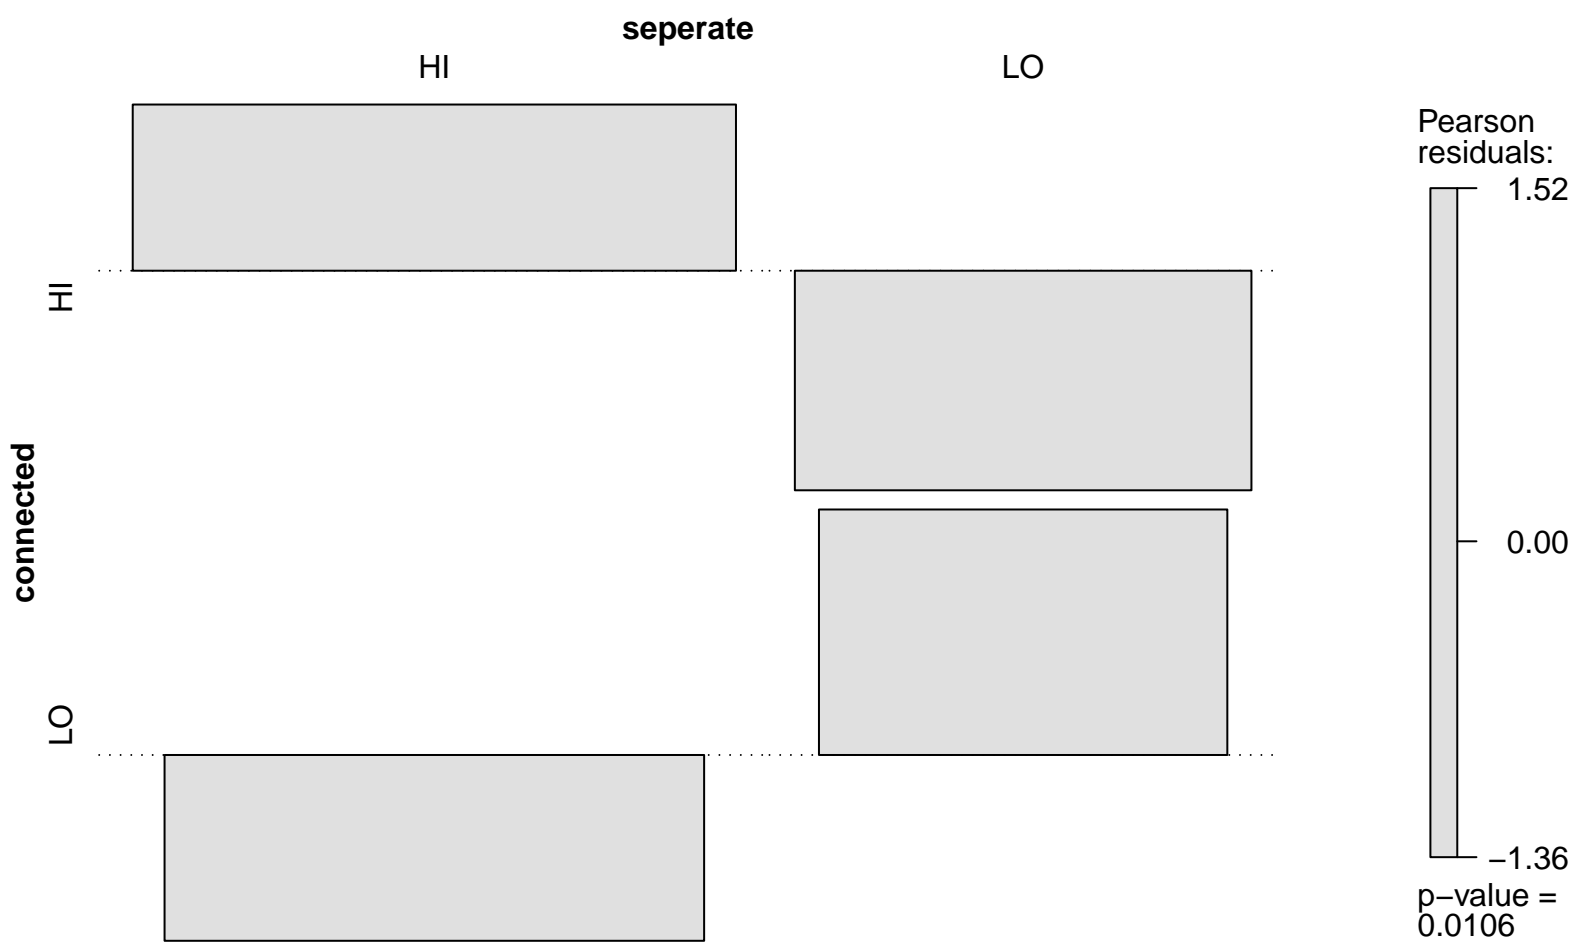 seperate
HI LO
HI
connected
LO
Pearson
residuals:
1.52
0.00
−1.36
p−value =
0.0106